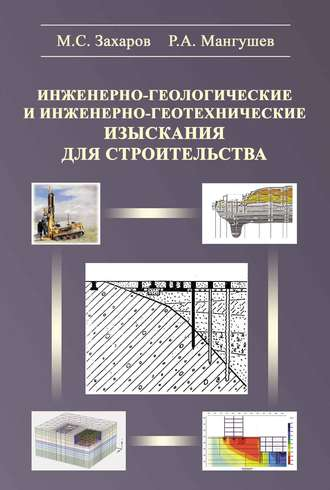 М.С. Захаров Р.А. Мангушев
ИНЖЕНЕРНО-ГЕОЛОГИЧЕСКИЕ
И ИНЖЕНЕРНО-ГЕОТЕХНИЧЕСКИЕ
ИЗЫСКАНИЯ
ДЛЯ СТРОИТЕЛЬСТВА